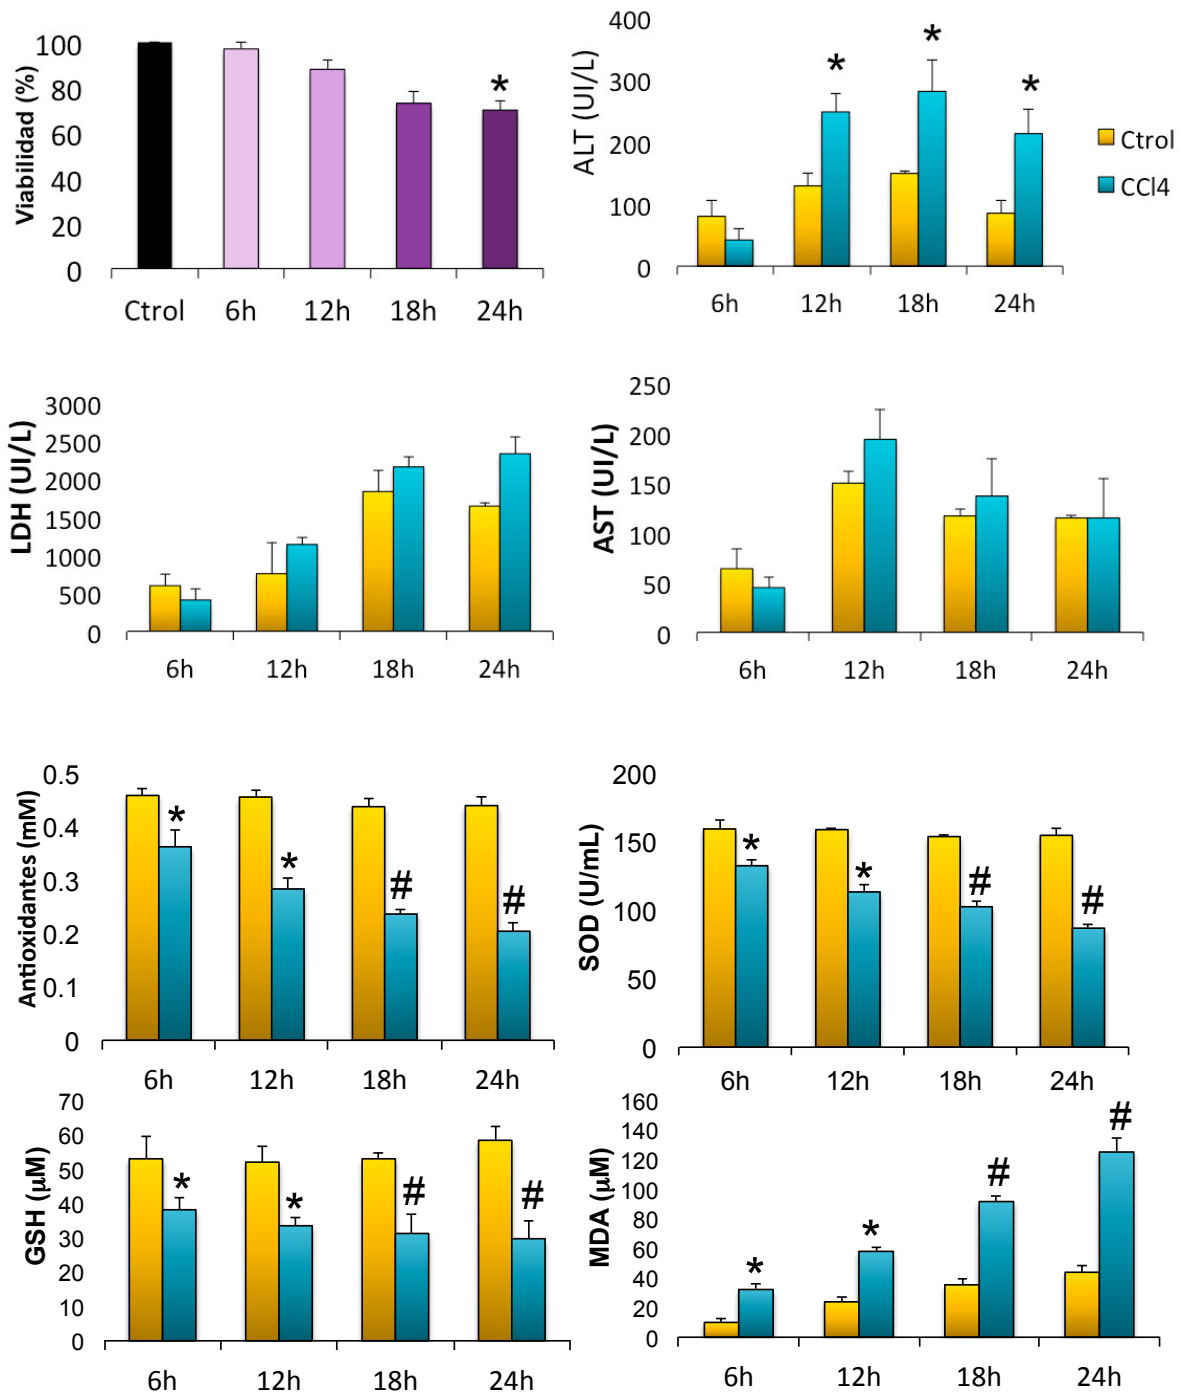 Viabilidad (%)
100
80
60
40
20
0
*
Ctrol 6h 12h 18h 24h
ALT (UI/L)
400
300
200
100
0
* * *
6h 12h 18h 24h
Ctrol
CCl4
LDH (UI/L)
3000
2500
2000
1500
1000
500
0
6h 12h 18h 24h
AST (UI/L)
250
200
150
100
50
0
6h 12h 18h 24h
Antioxidantes (mM)
0.5
0.4
0.3
0.2
0.1
0
* * # #
6h 12h 18h 24h
SOD (U/mL)
200
150
100
50
0
* * # #
6h 12h 18h 24h
GSH (μM)
70
60
50
40
30
20
10
0
* * # #
6h 12h 18h 24h
MDA (μM)
160
140
120
100
80
60
40
20
0
* * # #
6h 12h 18h 24h